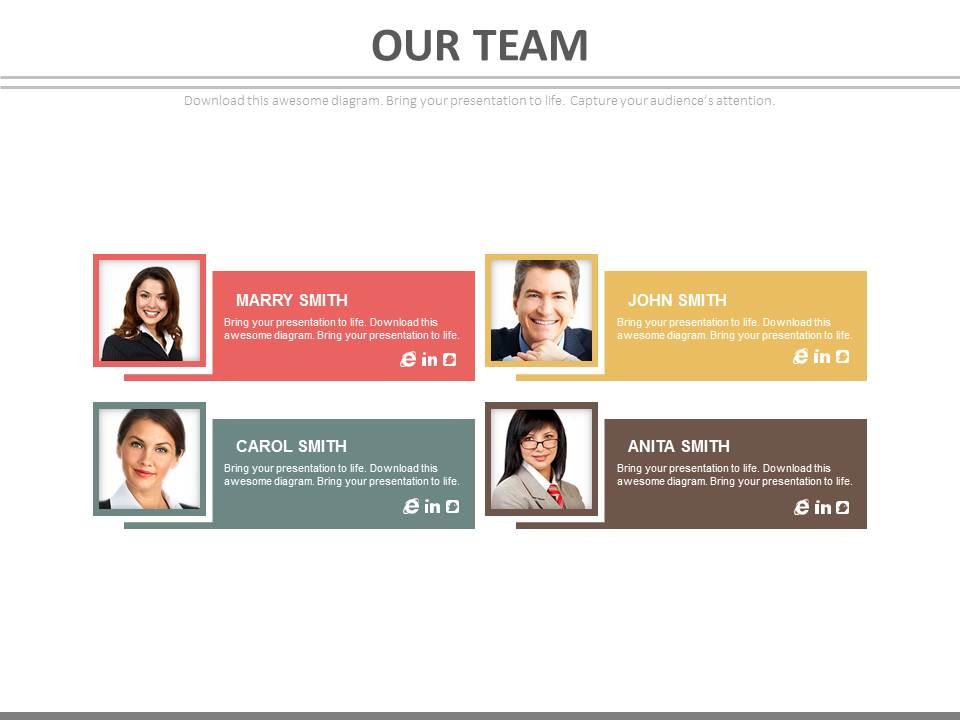 OUR TEAM
Download this awesome diagram. Bring your presentation to life. Capture your audience's attention.
MARRY SMITH
Bring your presentation to life. Download this
awesome diagram. Bring your presentation to life.
in
JOHN SMITH
Bring your presentation to life. Download this
awesome diagram. Bring your presentation to life.
in
CAROL SMITH
Bring your presentation to life. Download this
awesome diagram. Bring your presentation to life.
in
ANITA SMITH
Bring your presentation to life. Download this
awesome diagram. Bring your presentation to life.
in